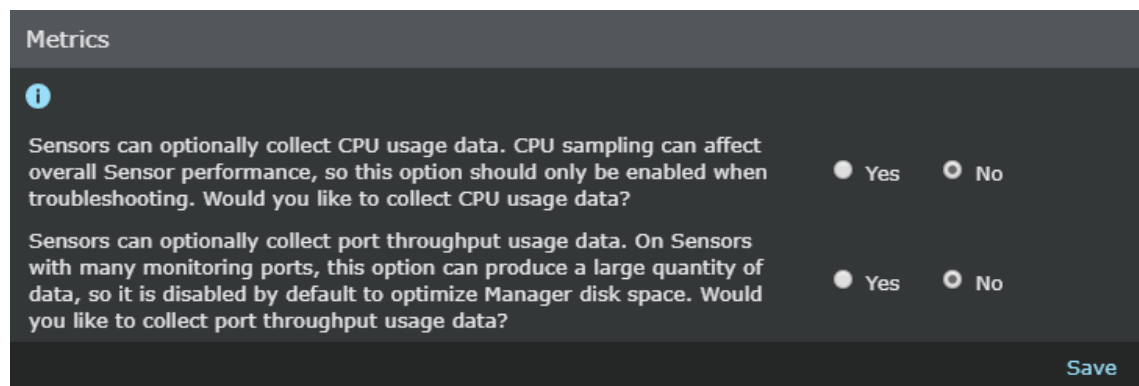 Metrics
Sensors can optionally collect CPU usage data. CPU sampling can affect
overall Sensor performance, so this option should only be enabled when
troubleshooting. Would you like to collect CPU usage data?
Yes No
Sensors can optionally collect port throughput usage data. On Sensors
with many monitoring ports, this option can produce a large quantity of
data, so it is disabled by default to optimize Manager disk space. Would
you like to collect port throughput usage data?
Yes No
Save